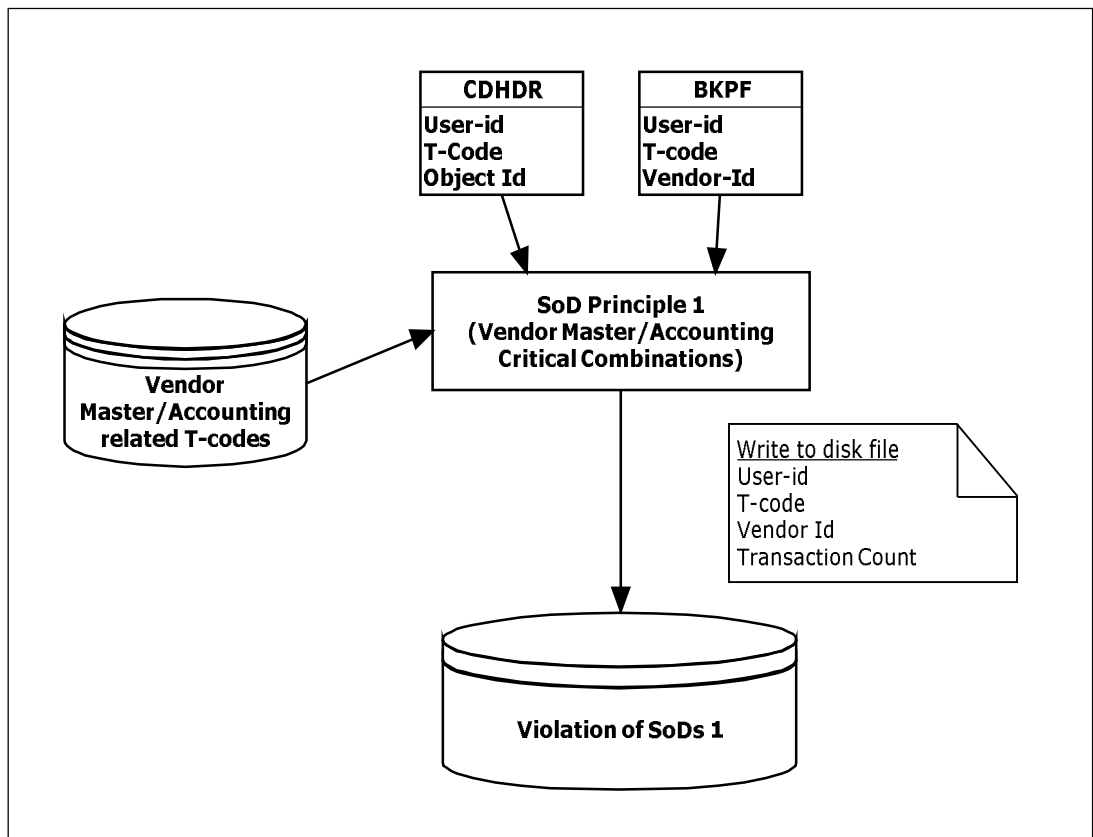 CDHDR
User-id
T-Code
Object Id
BKPF
User-id
T-code
Vendor-Id
SoD Principle 1
(Vendor Master/Accounting
Critical Combinations)
Vendor
Master/Accounting
related T-codes
Write to disk file
User-id
T-code
Vendor Id
Transaction Count
Violation of SoDs 1